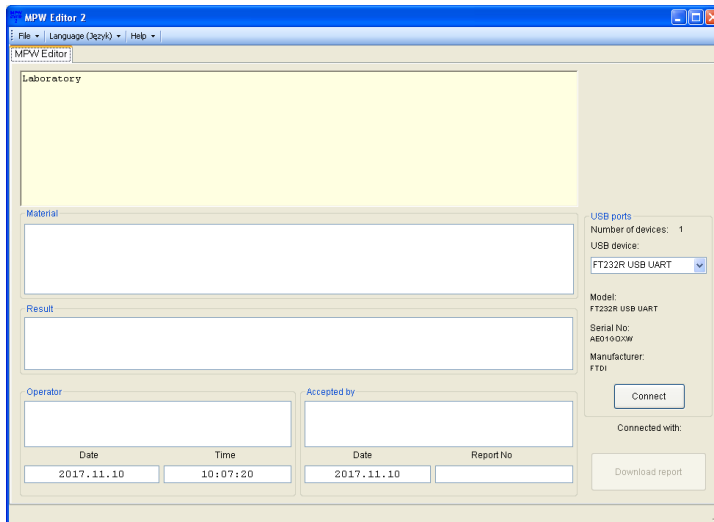 MPW Editor 2
File Language (Język) Help
MPW Editor
Laboratory
Material
Result
Operator
Date Time
2017.11.10 10:07:20
Accepted by
Date Report No
2017.11.10
USB ports
Number of devices: 1
USB device:
FT232R USB UART
Model:
FT232R USB UART
Serial No:
AE01GQXW
Manufacturer:
FTDI
Connect
Connected with:
Download report